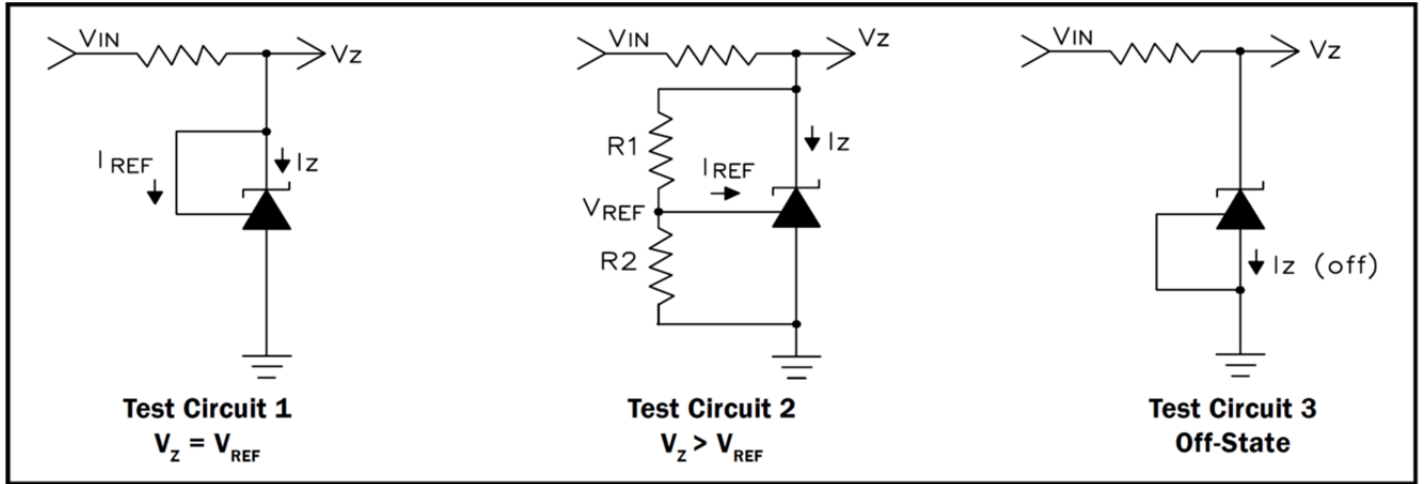 VIN
VZ
I REF
IZ
Test Circuit 1
VZ = VREF
VIN
VZ
R1
IZ
IREF
VREF
R2
Test Circuit 2
VZ > VREF
VIN
VZ
IZ (off)
Test Circuit 3
Off-State